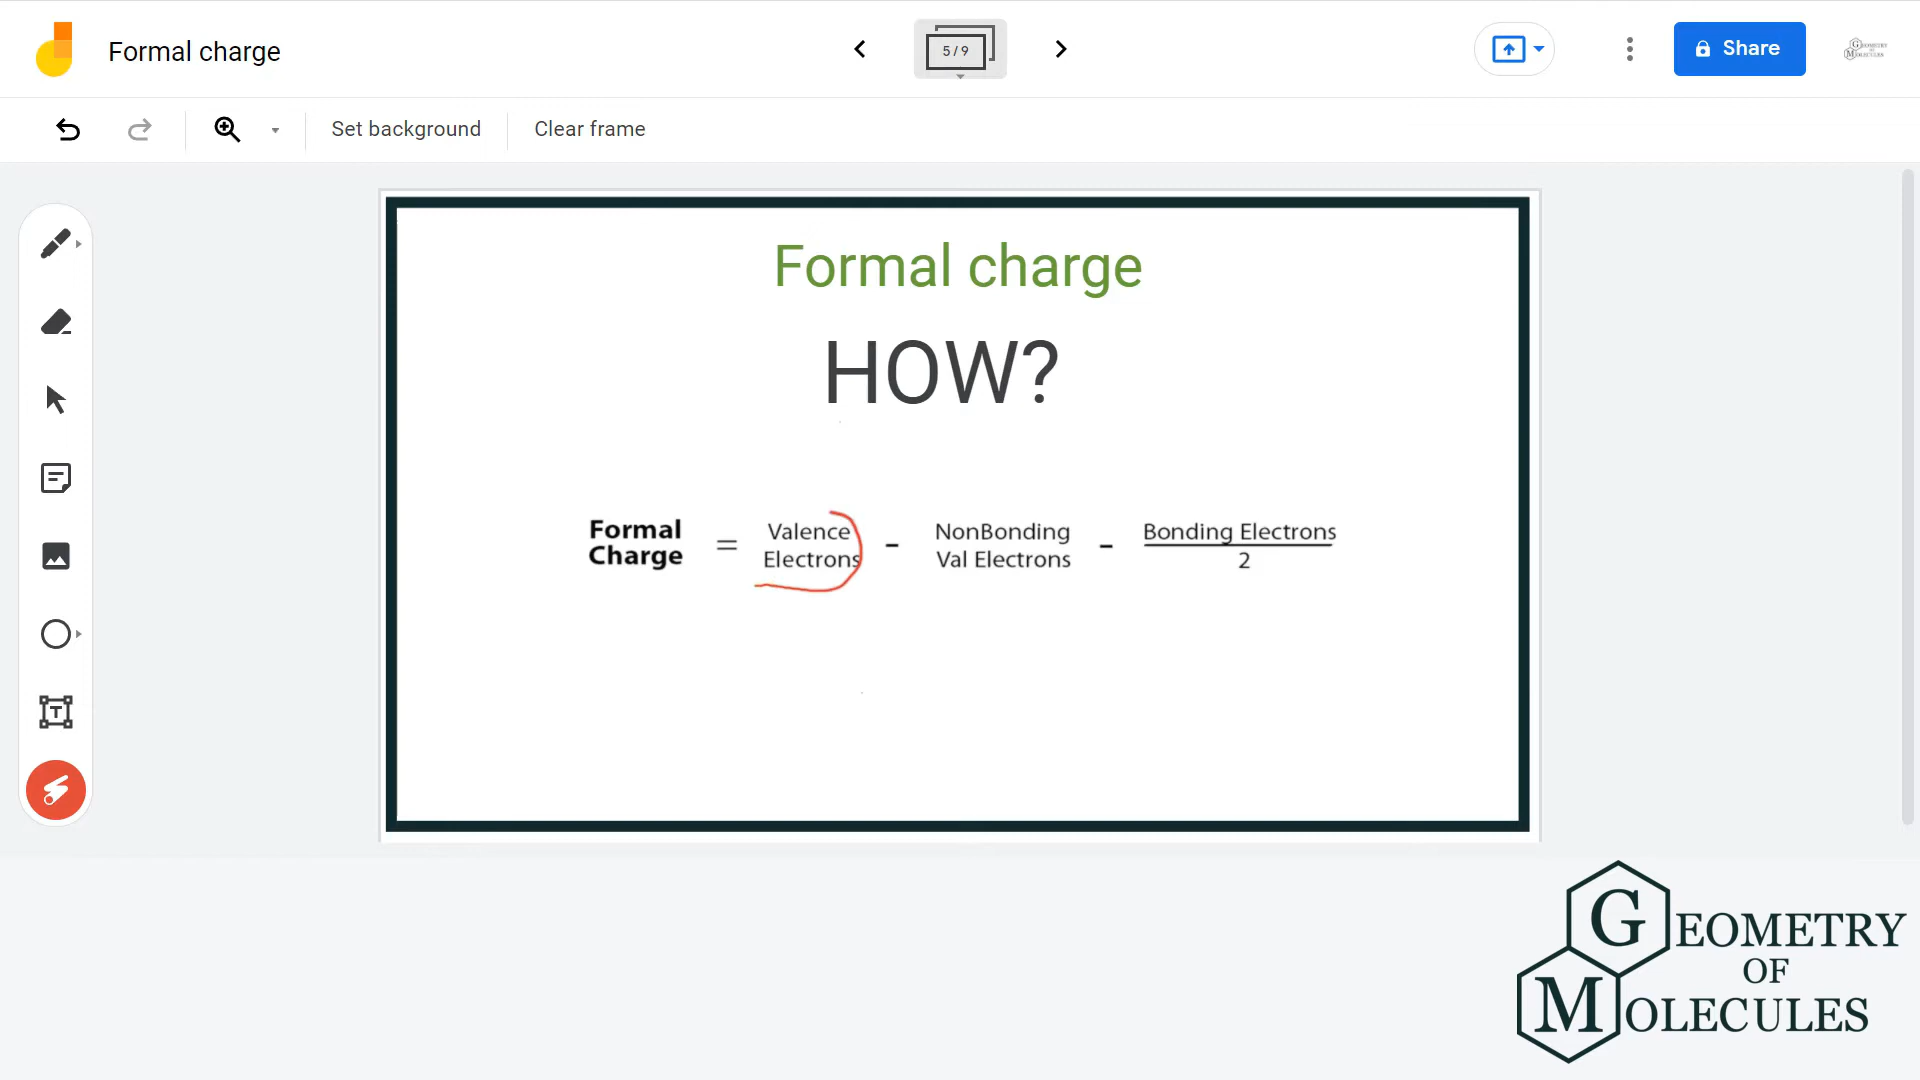 Formal charge
5 / 9
Share
Set background
Clear frame
Formal charge
HOW?
Formal Charge = Valence Electrons - NonBonding Val Electrons - Bonding Electrons 2
T
GEOMETRY
OF
MOLECULES